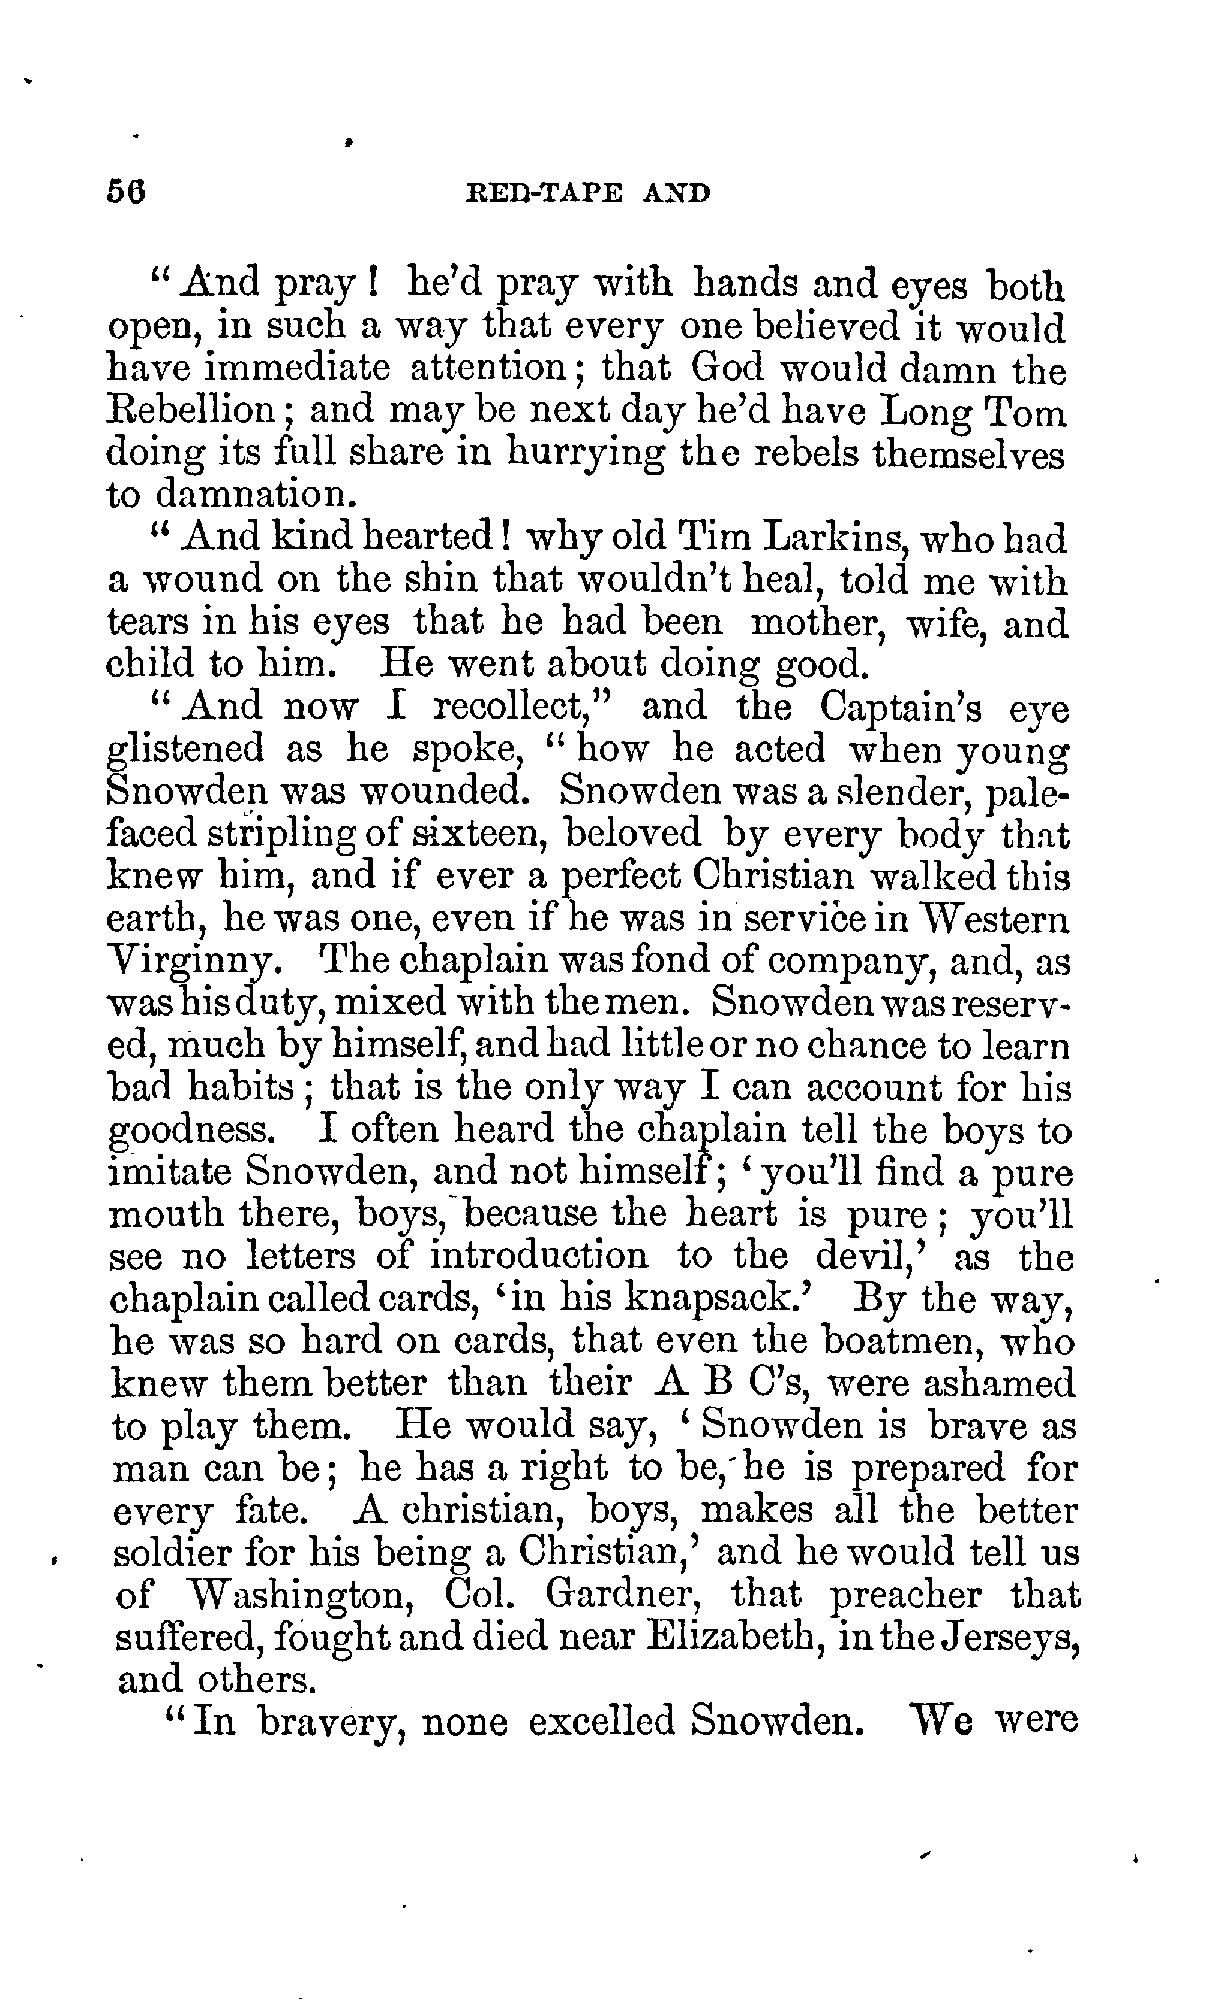 56 RED-TAPE AND
"And pray! he'd pray with hands and eyes both
open, in such a way that every one believed it would
have immediate attention; that God would damn the
Rebellion; and may be next day he'd have Long Tom
doing its full share in hurrying the rebels themselves
to damnation.
"And kind hearted! why old Tim Larkins, who had
a wound on the shin that wouldn't heal, told me with
tears in his eyes that he had been mother, wife, and
child to him. He went about doing good.
"And now I recollect," and the Captain's eye
glistened as he spoke, "how he acted when young
Snowden was wounded. Snowden was a slender, pale-
faced stripling of sixteen, beloved by every body that
knew him, and if ever a perfect Christian walked this
earth, he was one, even if he was in service in Western
Virginny. The chaplain was fond of company, and, as
was his duty, mixed with the men. Snowden was reserv-
ed, much by himself, and had little or no chance to learn
bad habits; that is the only way I can account for his
goodness. I often heard the chaplain tell the boys to
imitate Snowden, and not himself; 'you'll find a pure
mouth there, boys, because the heart is pure; you'll
see no letters of introduction to the devil,' as the
chaplain called cards, 'in his knapsack.' By the way,
he was so hard on cards, that even the boatmen, who
knew them better than their A B C's, were ashamed
to play them. He would say, 'Snowden is brave as
man can be; he has a right to be, he is prepared for
every fate. A christian, boys, makes all the better
soldier for his being a Christian,' and he would tell us
of Washington, Col. Gardner, that preacher that
suffered, fought and died near Elizabeth, in the Jerseys,
and others.
"In bravery, none excelled Snowden. We were